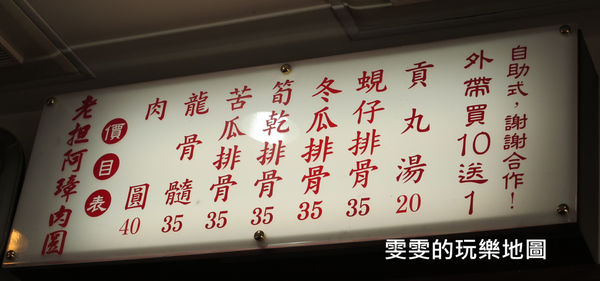 自助式，謝謝合作！
外帶買10送1
貢丸湯 20
蜆仔排骨 35
冬瓜排骨 35
筍乾排骨 35
苦瓜排骨 35
龍骨髓 35
肉圓 40
價目表
老担阿璋肉圓
雯雯的玩樂地圖